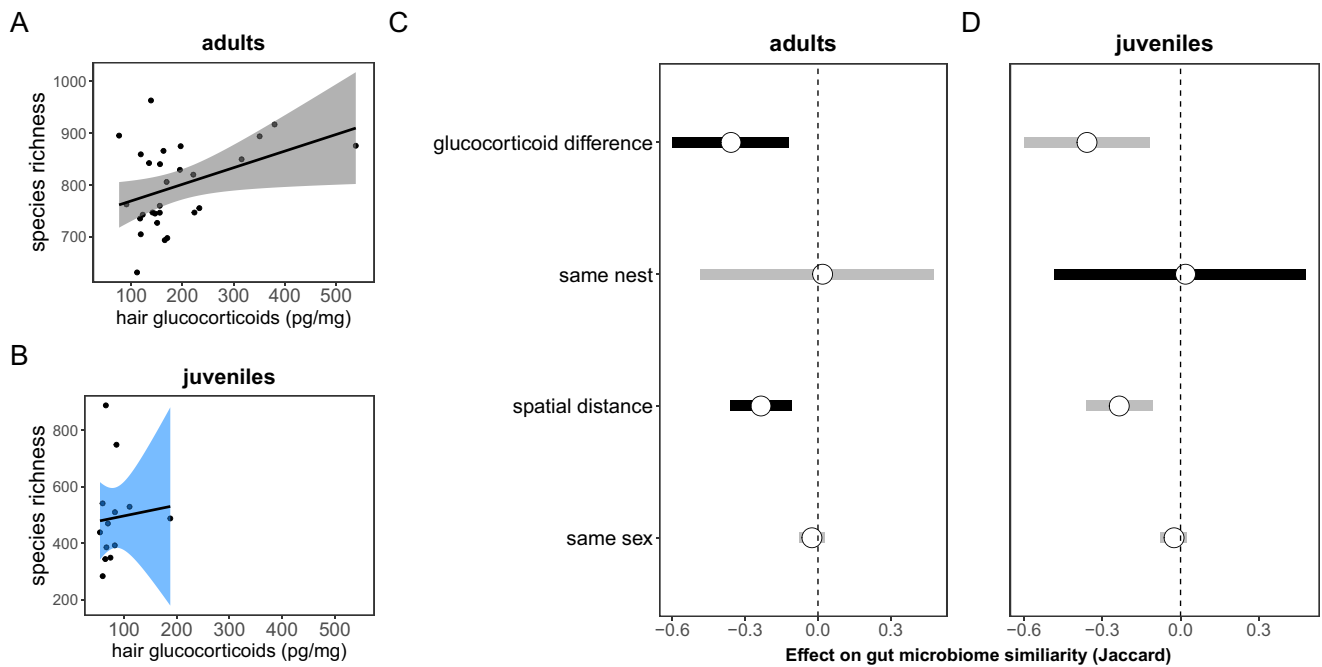 A
adults
species richness
1000
900
800
700
100 200 300 400 500
hair glucocorticoids (pg/mg)
B
juveniles
species richness
800
600
400
200
100 200 300 400 500
hair glucocorticoids (pg/mg)
C
adults
glucocorticoid difference
same nest
spatial distance
same sex
−0.6 −0.3 0.0 0.3
D
juveniles
−0.6 −0.3 0.0 0.3
Effect on gut microbiome similiarity (Jaccard)